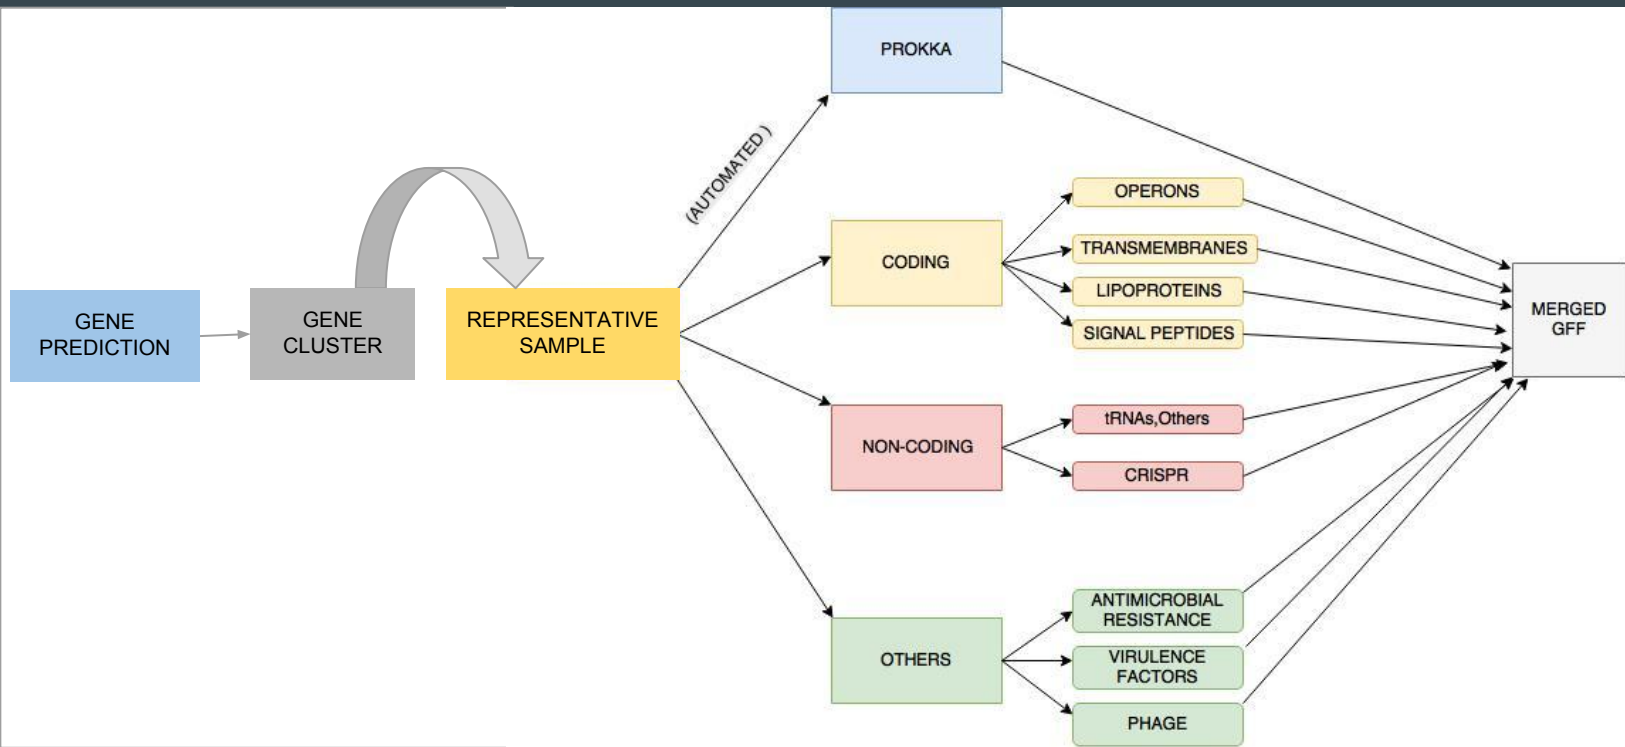 GENE
PREDICTION
GENE
CLUSTER
REPRESENTATIVE
SAMPLE
(AUTOMATED )
PROKKA
CODING
OPERONS
TRANSMEMBRANES
LIPOPROTEINS
SIGNAL PEPTIDES
NON-CODING
tRNAs,Others
CRISPR
OTHERS
ANTIMICROBIAL
RESISTANCE
VIRULENCE
FACTORS
PHAGE
MERGED
GFF